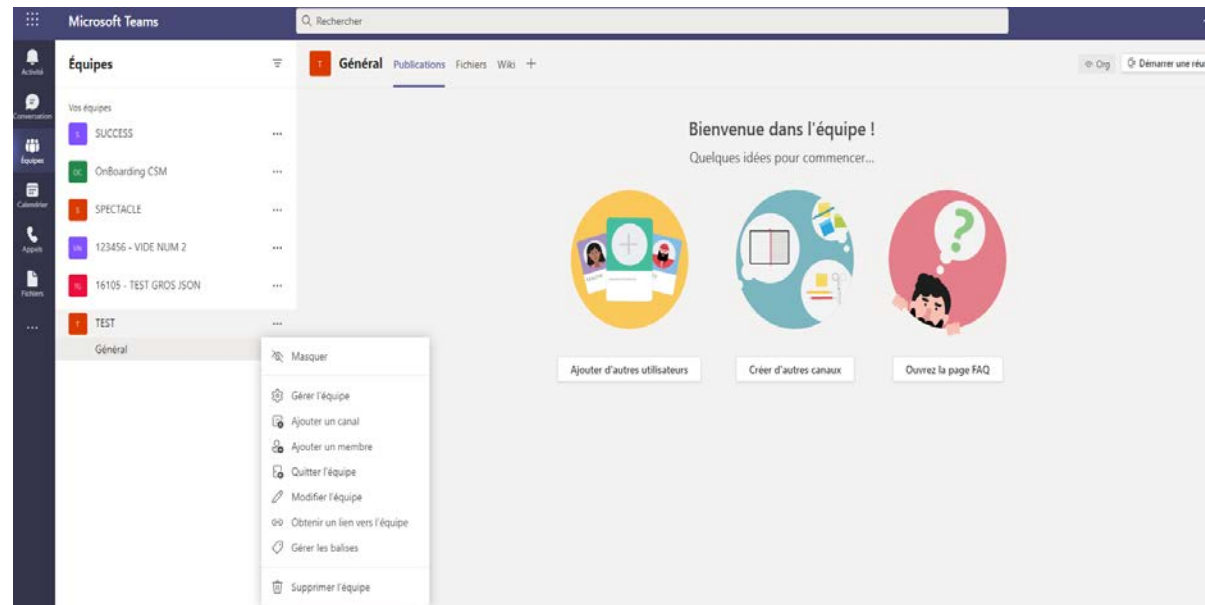 Microsoft Teams
Rechercher
Activité
Conversation
Équipes
Calendrier
Appels
Fichiers
Équipes
Vos équipes
S SUCCESS
OC OnBoarding CSM
S SPECTACLE
VN 123456 - VIDE NUM 2
TG 16105 - TEST GROS JSON
T TEST
Général
Masquer
Gérer l'équipe
Ajouter un canal
Ajouter un membre
Quitter l'équipe
Modifier l'équipe
Obtenir un lien vers l'équipe
Gérer les balises
Supprimer l'équipe
T Général Publications Fichiers Wiki
Org Démarrer une réu
Bienvenue dans l'équipe !
Quelques idées pour commencer...
Ajouter d'autres utilisateurs
Créer d'autres canaux
Ouvrez la page FAQ